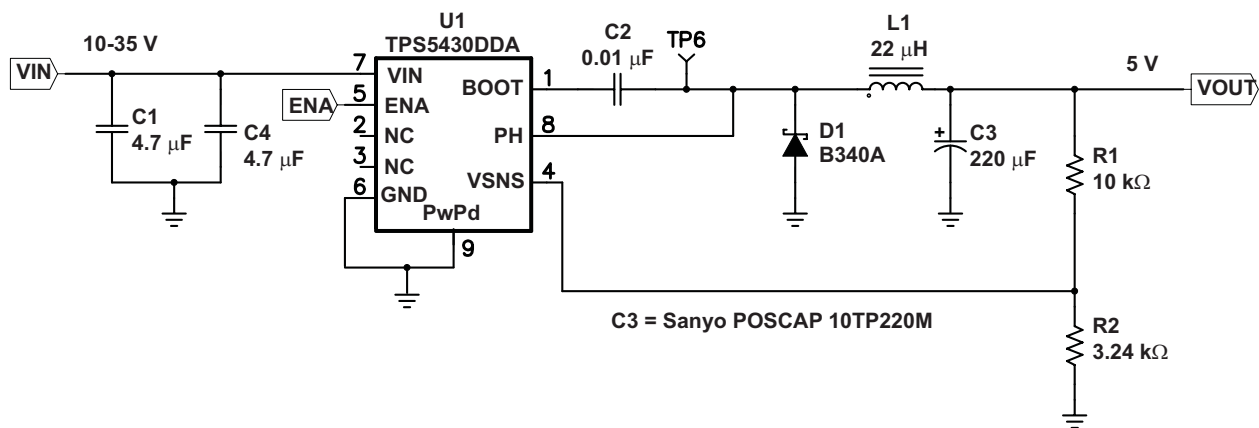 U1
TPS5430DDA
10-35 V
VIN
C1
4.7 μF
C4
4.7 μF
ENA
7
5
2
3
6
VIN
ENA
NC
NC
GND
BOOT
PH
VSNS
PwPd
1
8
4
9
C2
0.01 μF
TP6
L1
22 μH
D1
B340A
C3
220 μF
5 V
VOUT
R1
10 kΩ
R2
3.24 kΩ
C3 = Sanyo POSCAP 10TP220M